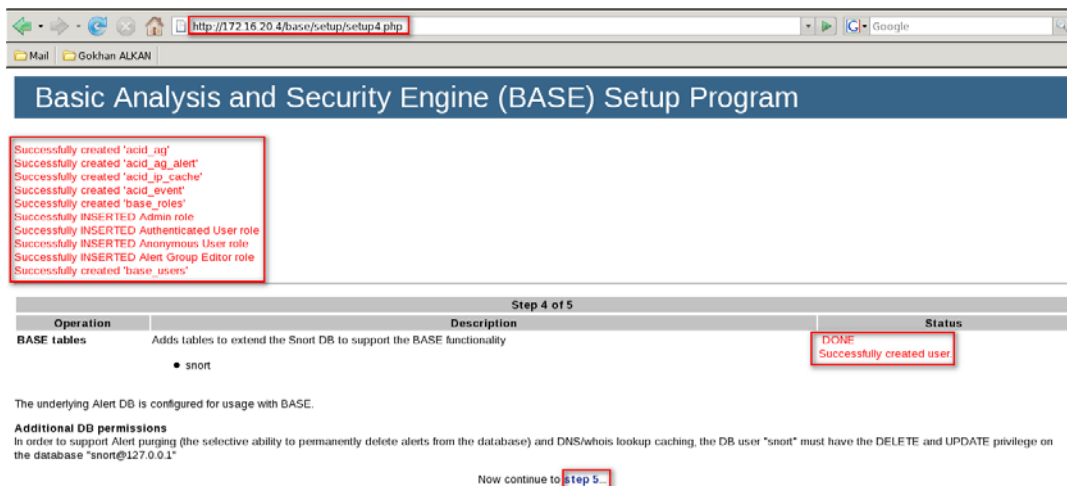 http://172.16.20.4/base/setup/setup4.php
Google
Mail Gokhan ALKAN
Basic Analysis and Security Engine (BASE) Setup Program
Successfully created 'acid_ag'
Successfully created 'acid_ag_alert'
Successfully created 'acid_ip_cache'
Successfully created 'acid_event'
Successfully created 'base_roles'
Successfully INSERTED Admin role
Successfully INSERTED Authenticated User role
Successfully INSERTED Anonymous User role
Successfully INSERTED Alert Group Editor role
Successfully created 'base_users'
Step 4 of 5
Operation Description Status
BASE tables Adds tables to extend the Snort DB to support the BASE functionality DONE
Successfully created user.
• snort
The underlying Alert DB is configured for usage with BASE.
Additional DB permissions
In order to support Alert purging (the selective ability to permanently delete alerts from the database) and DNS/whois lookup caching, the DB user "snort" must have the DELETE and UPDATE privilege on
the database "snort@127.0.0.1"
Now continue to step 5...